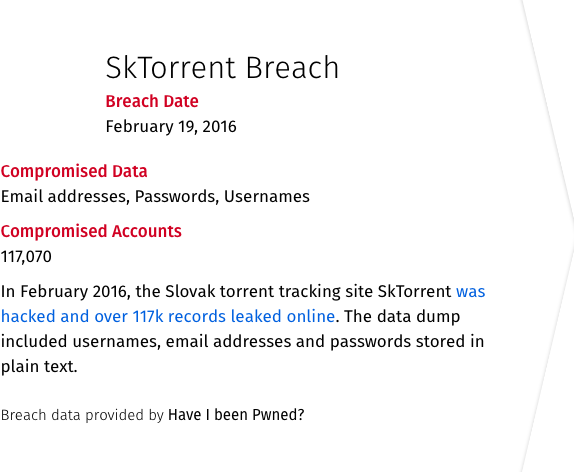 SkTorrent Breach
Breach Date
February 19, 2016
Compromised Data
Email addresses, Passwords, Usernames
Compromised Accounts
117,070
In February 2016, the Slovak torrent tracking site SkTorrent was
hacked and over 117k records leaked online. The data dump
included usernames, email addresses and passwords stored in
plain text.
Breach data provided by Have I been Pwned?